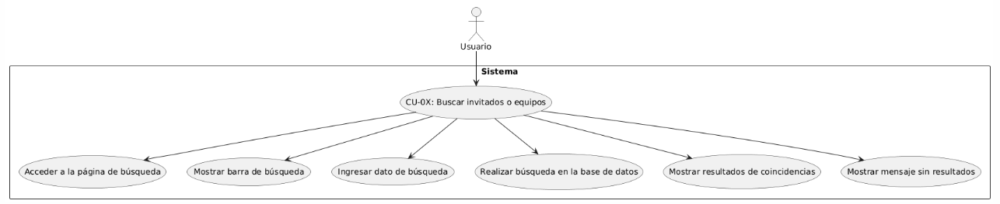 Usuario
Sistema
CU-0X: Buscar invitados o equipos
Acceder a la página de búsqueda
Mostrar barra de búsqueda
Ingresar dato de búsqueda
Realizar búsqueda en la base de datos
Mostrar resultados de coincidencias
Mostrar mensaje sin resultados